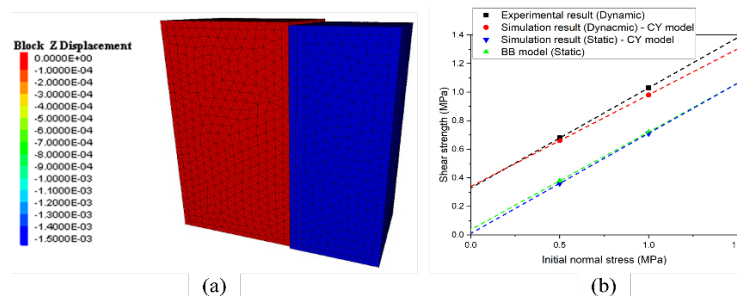 Block Z Displacement
0.0000E+00
-1.0000E-04
-2.0000E-04
-3.0000E-04
-4.0000E-04
-5.0000E-04
-6.0000E-04
-7.0000E-04
-8.0000E-04
-9.0000E-04
-1.0000E-03
-1.1000E-03
-1.2000E-03
-1.3000E-03
-1.4000E-03
-1.5000E-03
(a)
Experimental result (Dynamic)
Simulation result (Dynacmic) - CY model
Simulation result (Static) - CY model
BB model (Static)
1.4
1.2
1.0
0.8
0.6
0.4
0.2
0.0
Shear strength (MPa)
0.0 0.5 1.0
Initial normal stress (MPa)
(b)